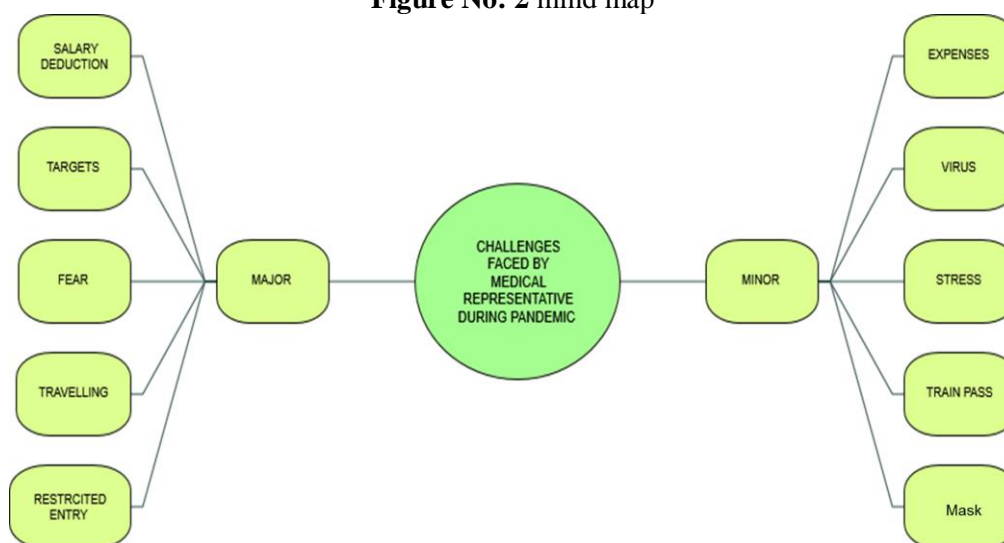 Figure No: 2 mind map
SALARY
DEDUCTION
TARGETS
FEAR
TRAVELLING
RESTRCITED
ENTRY
MAJOR
CHALLENGES
FACED BY
MEDICAL
REPRESENTATIVE
DURING PANDEMIC
MINOR
EXPENSES
VIRUS
STRESS
TRAIN PASS
Mask